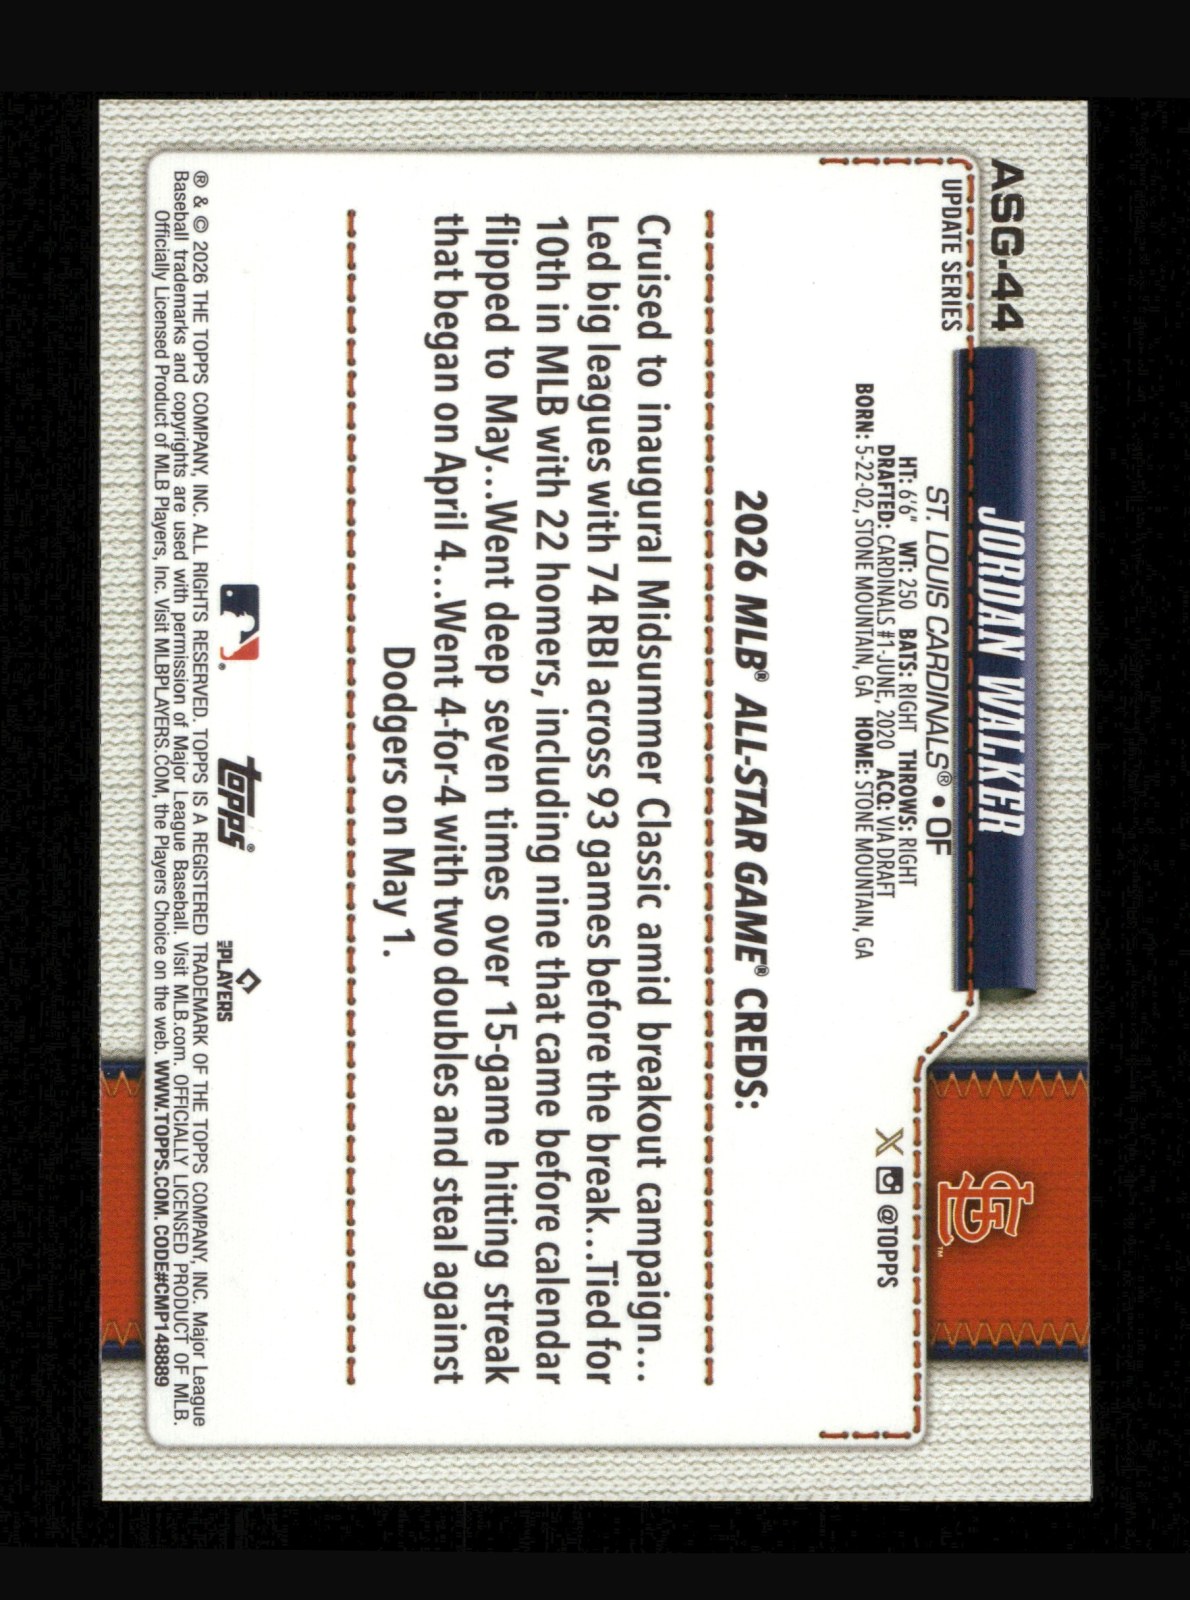 ASG-44
UPDATE SERIES
JORDAN WALKER
ST. LOUIS CARDINALS® • OF
HT: 6'6" WT: 250 BATS: RIGHT THROWS: RIGHT
DRAFTED: CARDINALS #1-JUNE, 2020 ACQ: VIA DRAFT
BORN: 5-22-02, STONE MOUNTAIN, GA HOME: STONE MOUNTAIN, GA
STL™
X @TOPPS
2026 MLB® ALL-STAR GAME® CREDS:
Cruised to inaugural Midsummer Classic amid breakout campaign...
Led big leagues with 74 RBI across 93 games before the break...Tied for
10th in MLB with 22 homers, including nine that came before calendar
flipped to May...Went deep seven times over 15-game hitting streak
that began on April 4...Went 4-for-4 with two doubles and steal against
Dodgers on May 1.
topps® MLB PLAYERS
® & © 2026 THE TOPPS COMPANY, INC. ALL RIGHTS RESERVED. TOPPS IS A REGISTERED TRADEMARK OF THE TOPPS COMPANY, INC. Major League
Baseball trademarks and copyrights are used with permission of Major League Baseball. Visit MLB.com. OFFICIALLY LICENSED PRODUCT OF MLB.
Officially Licensed Product of MLB Players, Inc. Visit MLBPLAYERS.COM, the Players Choice on the web. WWW.TOPPS.COM. CODE#CMP148889